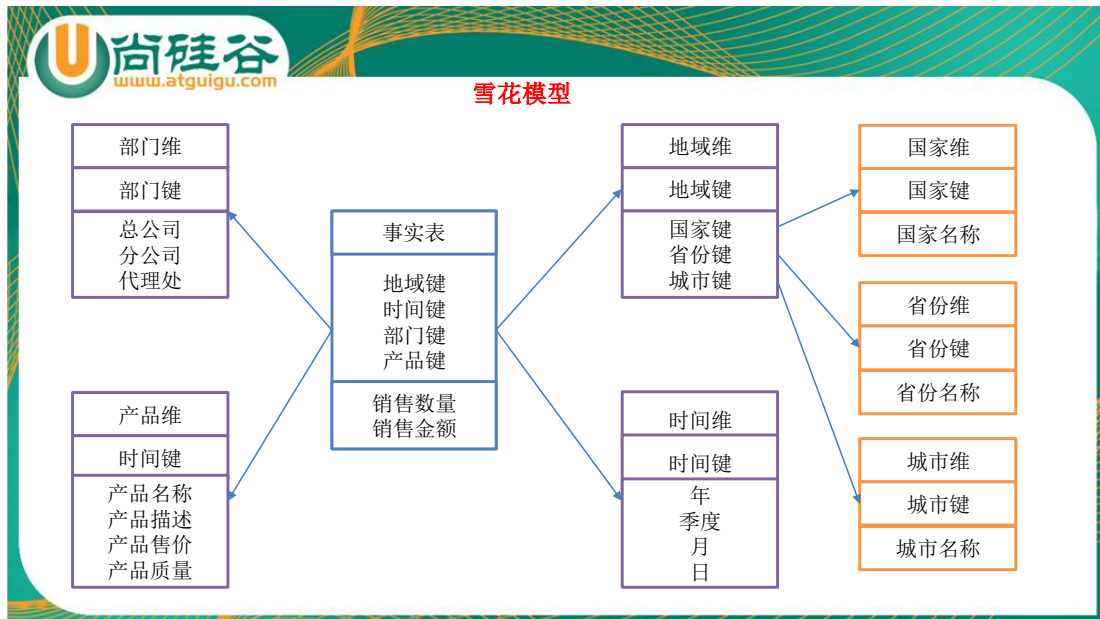 尚硅谷
www.atguigu.com
雪花模型
部门维
部门键
总公司
分公司
代理处
产品维
时间键
产品名称
产品描述
产品售价
产品质量
事实表
地域键
时间键
部门键
产品键
销售数量
销售金额
地域维
地域键
国家键
省份键
城市键
时间维
时间键
年
季度
月
日
国家维
国家键
国家名称
省份维
省份键
省份名称
城市维
城市键
城市名称